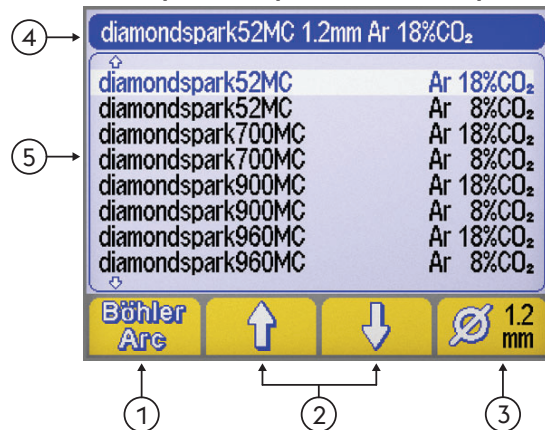 ④ diamondspark52MC 1.2mm Ar 18%CO₂
diamondspark52MC Ar 18%CO₂
diamondspark52MC Ar 8%CO₂
diamondspark700MC Ar 18%CO₂
⑤ diamondspark700MC Ar 8%CO₂
diamondspark900MC Ar 18%CO₂
diamondspark900MC Ar 8%CO₂
diamondspark960MC Ar 18%CO₂
diamondspark960MC Ar 8%CO₂
Böhler Arc
1.2 mm
① ② ③